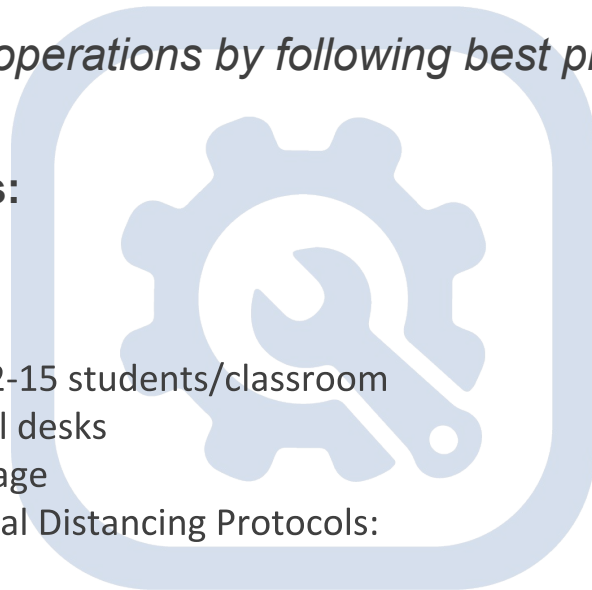 operations by following best p
s:
2-15 students/classroom
l desks
age
al Distancing Protocols: